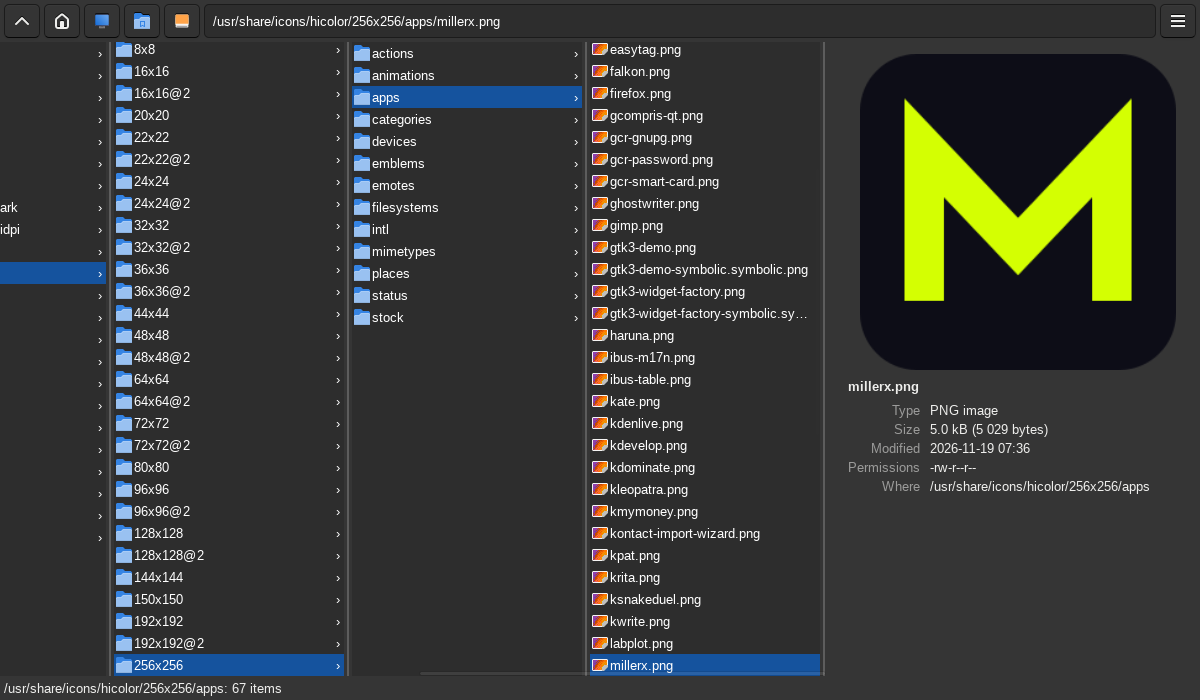 /usr/share/icons/hicolor/256x256/apps/millerx.png
ark
idpi
8x8
16x16
16x16@2
20x20
22x22
22x22@2
24x24
24x24@2
32x32
32x32@2
36x36
36x36@2
44x44
48x48
48x48@2
64x64
64x64@2
72x72
72x72@2
80x80
96x96
96x96@2
128x128
128x128@2
144x144
150x150
192x192
192x192@2
256x256
actions
animations
apps
categories
devices
emblems
emotes
filesystems
intl
mimetypes
places
status
stock
easytag.png
falkon.png
firefox.png
gcompris-qt.png
gcr-gnupg.png
gcr-password.png
gcr-smart-card.png
ghostwriter.png
gimp.png
gtk3-demo.png
gtk3-demo-symbolic.symbolic.png
gtk3-widget-factory.png
gtk3-widget-factory-symbolic.sy…
haruna.png
ibus-m17n.png
ibus-table.png
kate.png
kdenlive.png
kdevelop.png
kdominate.png
kleopatra.png
kmymoney.png
kontact-import-wizard.png
kpat.png
krita.png
ksnakeduel.png
kwrite.png
labplot.png
millerx.png
M
millerx.png
Type PNG image
Size 5.0 kB (5 029 bytes)
Modified 2026-11-19 07:36
Permissions -rw-r--r--
Where /usr/share/icons/hicolor/256x256/apps
/usr/share/icons/hicolor/256x256/apps: 67 items